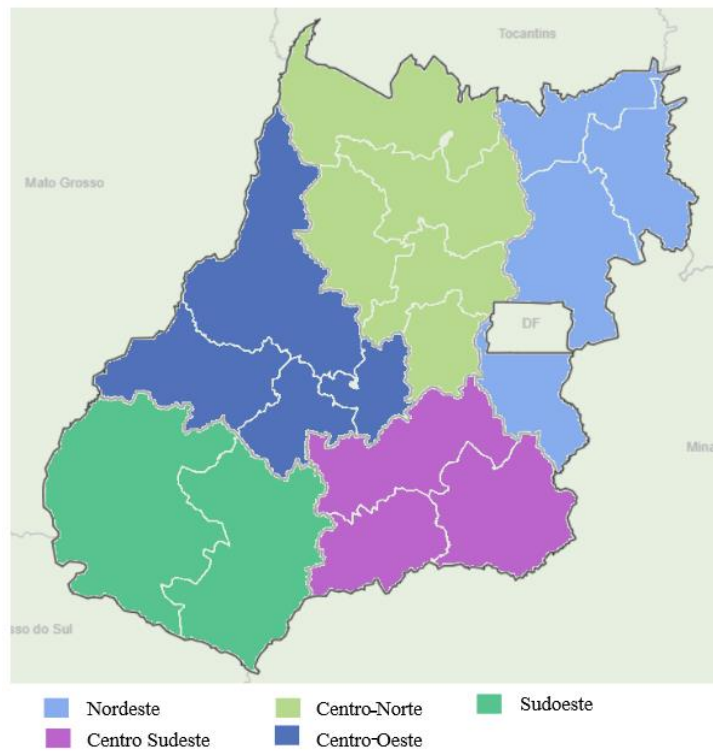 Tocantins
Mato Grosso
DF
Mina
sso do Sul
Nordeste
Centro-Norte
Sudoeste
Centro Sudeste
Centro-Oeste